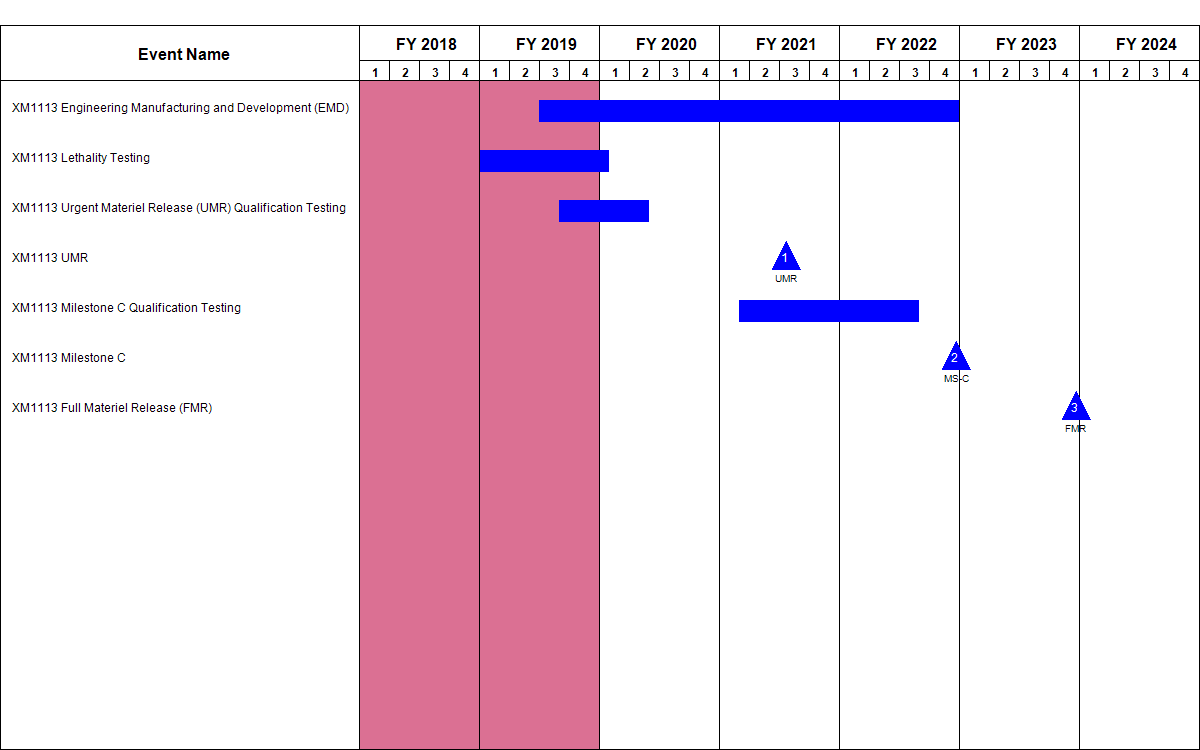 Event Name FY 2018 FY 2019 FY 2020 FY 2021 FY 2022 FY 2023 FY 2024
1 2 3 4 1 2 3 4 1 2 3 4 1 2 3 4 1 2 3 4 1 2 3 4 1 2 3 4
XM1113 Engineering Manufacturing and Development (EMD)
XM1113 Lethality Testing
XM1113 Urgent Materiel Release (UMR) Qualification Testing
XM1113 UMR 1
UMR
XM1113 Milestone C Qualification Testing
XM1113 Milestone C 2
MS-C
XM1113 Full Materiel Release (FMR) 3
FMR